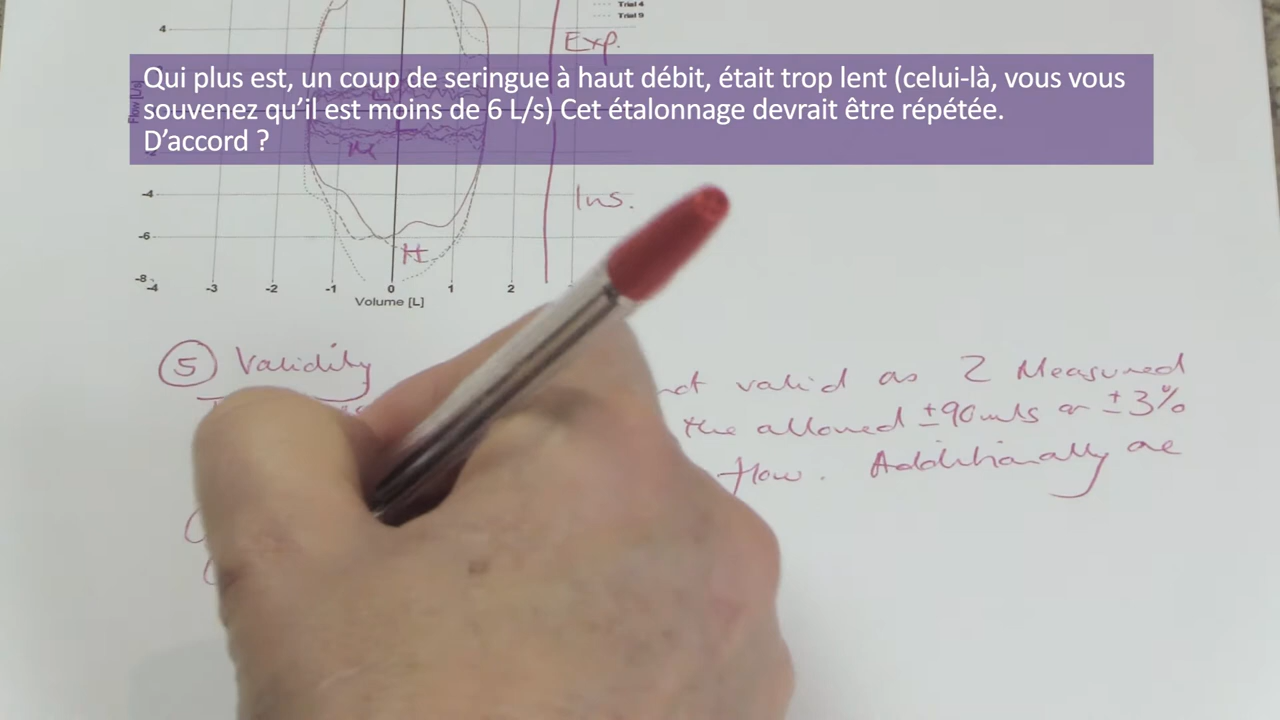 Trial 4
Trial 9
4
Exp.
Qui plus est, un coup de seringue à haut débit, était trop lent (celui-là, vous vous
souvenez qu'il est moins de 6 L/s) Cet étalonnage devrait être répétée.
D'accord ?
M
-4
Ins.
-6
H
-8
-4 -3 -2 -1 0 1 2
Volume [L]
5 Validity
not valid as 2 Measured
the allowed ±90mls or ±3%
flow. Additionally one